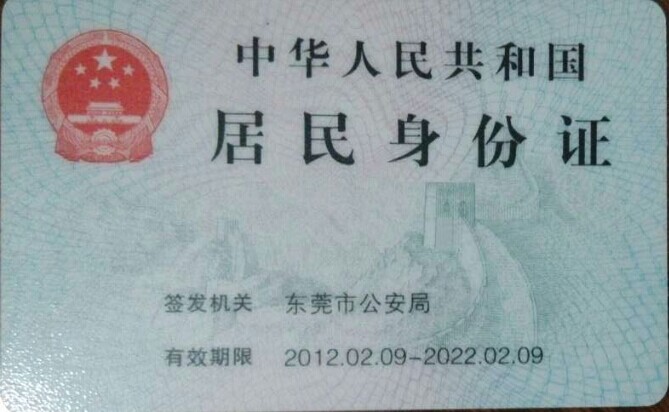 中华人民共和国
居民身份证
签发机关 东莞市公安局
有效期限 2012.02.09-2022.02.09